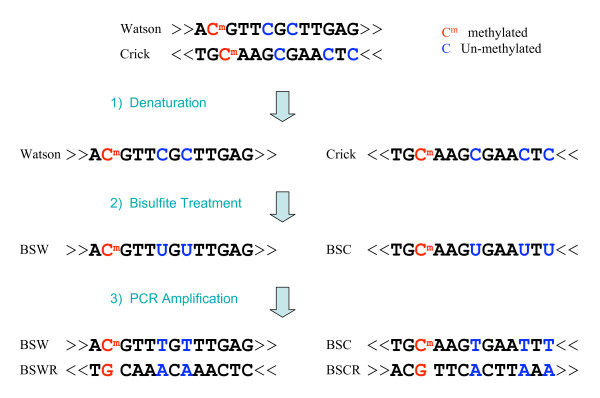 Watson >>ACᵐGTTCGCTTGAG>> Cᵐ methylated
Crick <<TGCᵐAAGCGAACTC<< C Un-methylated
1) Denaturation
Watson >>ACᵐGTTCGCTTGAG>> Crick <<TGCᵐAAGCGAACTC<<
2) Bisulfite Treatment
BSW >>ACᵐGTTUGUTTGAG>> BSC <<TGCᵐAAGUGAAUTU<<
3) PCR Amplification
BSW >>ACᵐGTTTGTTTGAG>> BSC <<TGCᵐAAGTGAATTT<<
BSWR <<TG CAAACAAACTC<< BSCR >>ACG TTCACTTAAA>>